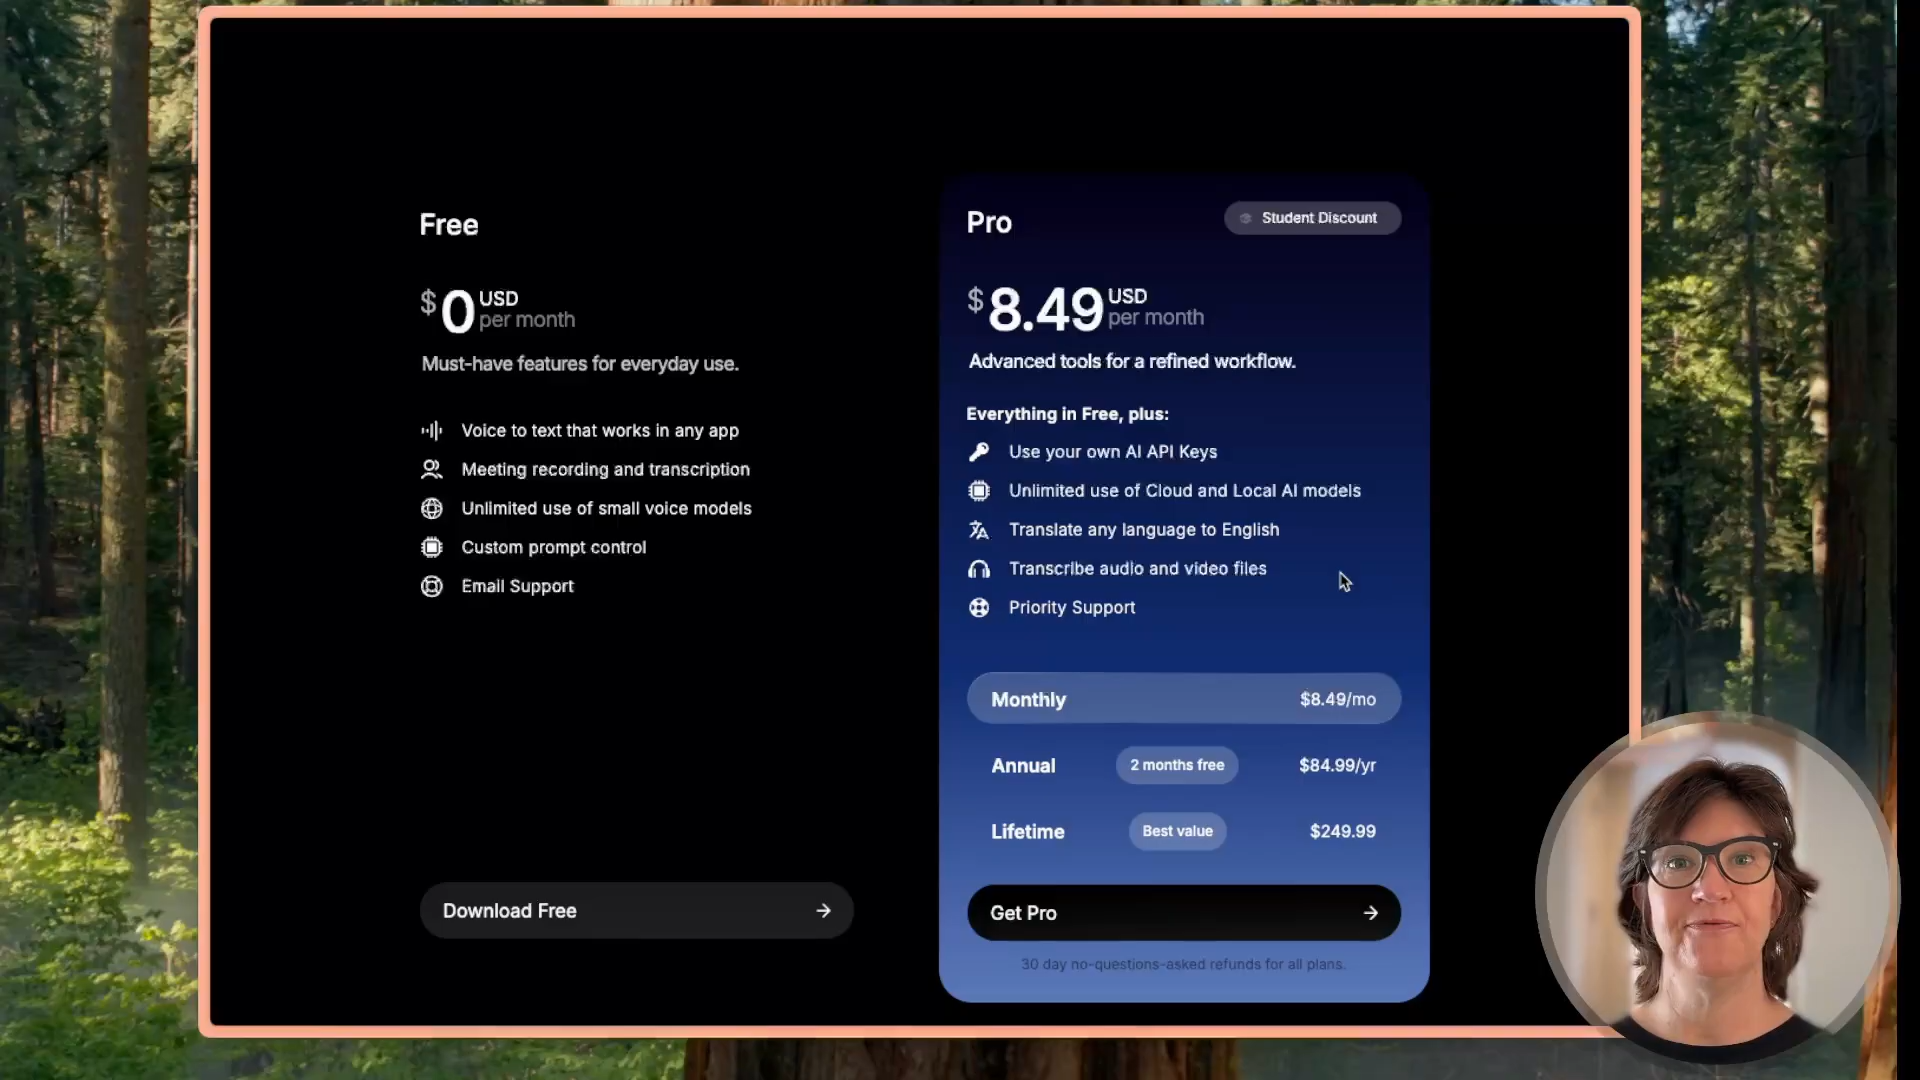 Free
$0 USD
per month
Must-have features for everyday use.
Voice to text that works in any app
Meeting recording and transcription
Unlimited use of small voice models
Custom prompt control
Email Support
Download Free
Pro
Student Discount
$8.49 USD
per month
Advanced tools for a refined workflow.
Everything in Free, plus:
Use your own AI API Keys
Unlimited use of Cloud and Local AI models
Translate any language to English
Transcribe audio and video files
Priority Support
Monthly $8.49/mo
Annual 2 months free $84.99/yr
Lifetime Best value $249.99
Get Pro
30 day no-questions-asked refunds for all plans.